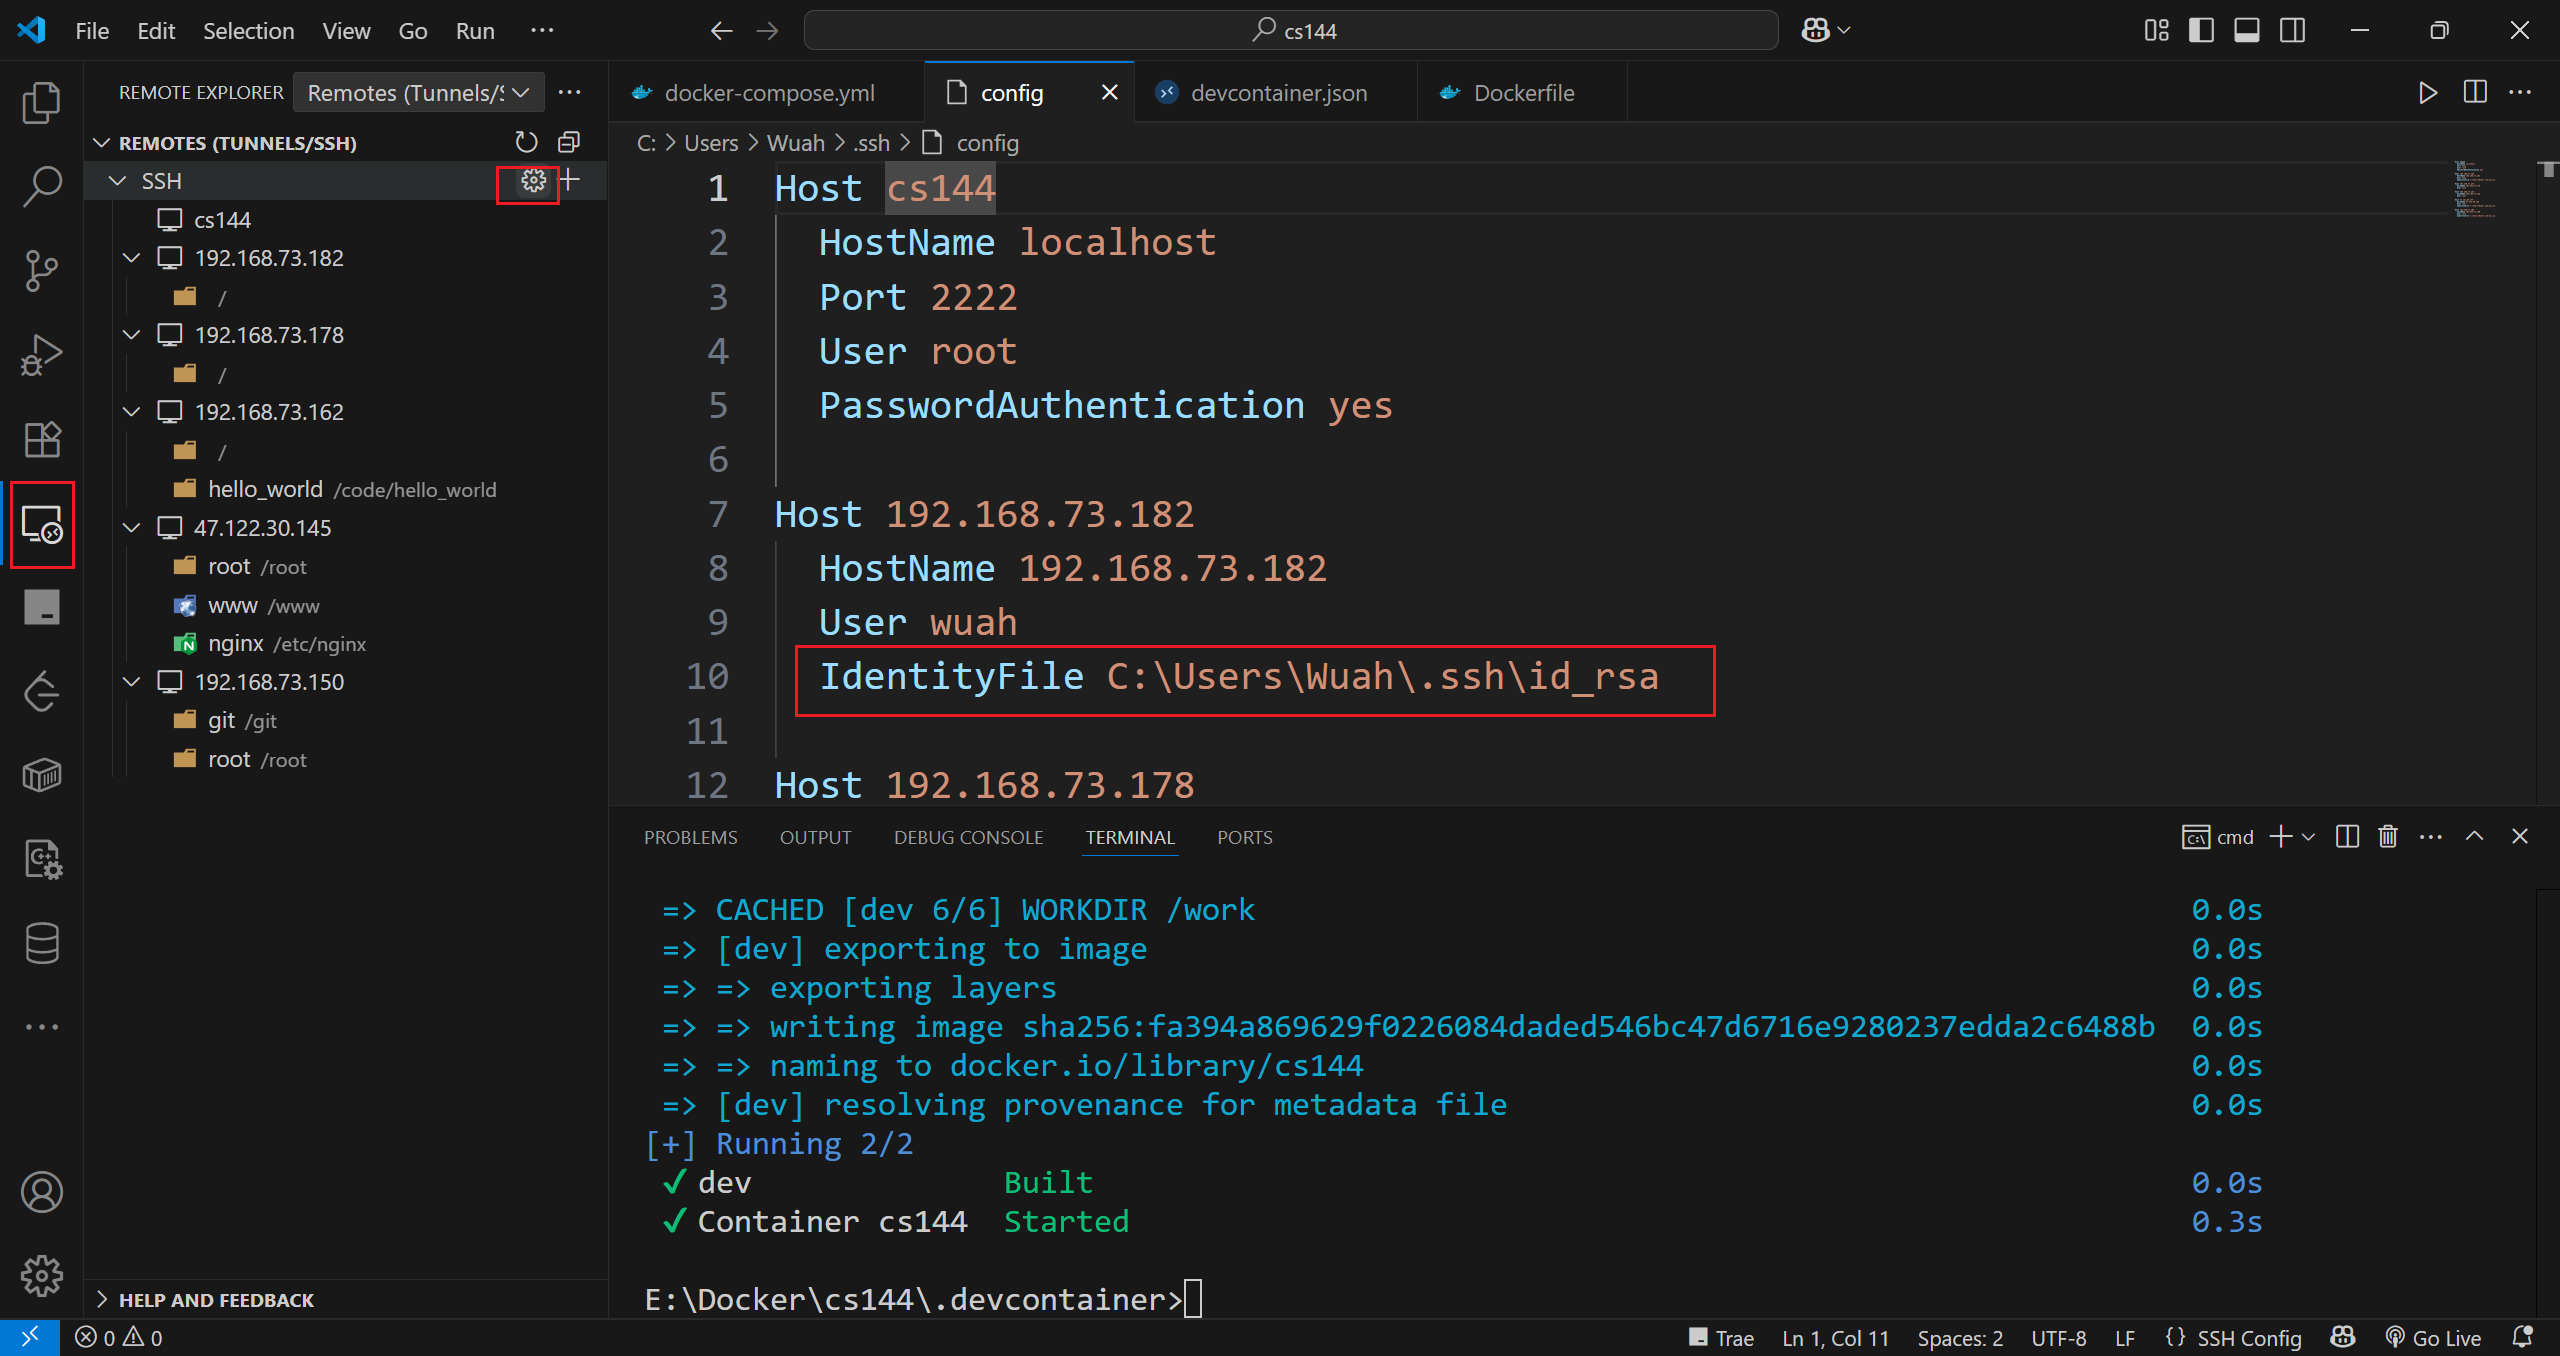 File Edit Selection View Go Run ···
cs144
REMOTE EXPLORER
Remotes (Tunnels/S
docker-compose.yml
config
devcontainer.json
Dockerfile
REMOTES (TUNNELS/SSH)
C: > Users > Wuah > .ssh > config
SSH
cs144
192.168.73.182
/
192.168.73.178
/
192.168.73.162
/
hello_world /code/hello_world
47.122.30.145
root /root
www /www
nginx /etc/nginx
192.168.73.150
git /git
root /root
HELP AND FEEDBACK
1 Host cs144
2 HostName localhost
3 Port 2222
4 User root
5 PasswordAuthentication yes
6
7 Host 192.168.73.182
8 HostName 192.168.73.182
9 User wuah
10 IdentityFile C:\Users\Wuah\.ssh\id_rsa
11
12 Host 192.168.73.178
PROBLEMS OUTPUT DEBUG CONSOLE TERMINAL PORTS
cmd
=> CACHED [dev 6/6] WORKDIR /work 0.0s
=> [dev] exporting to image 0.0s
=> => exporting layers 0.0s
=> => writing image sha256:fa394a869629f0226084daded546bc47d6716e9280237edda2c6488b 0.0s
=> => naming to docker.io/library/cs144 0.0s
=> [dev] resolving provenance for metadata file 0.0s
[+] Running 2/2
✔ dev Built 0.0s
✔ Container cs144 Started 0.3s
E:\Docker\cs144\.devcontainer>
0 0
Trae Ln 1, Col 11 Spaces: 2 UTF-8 LF {} SSH Config Go Live